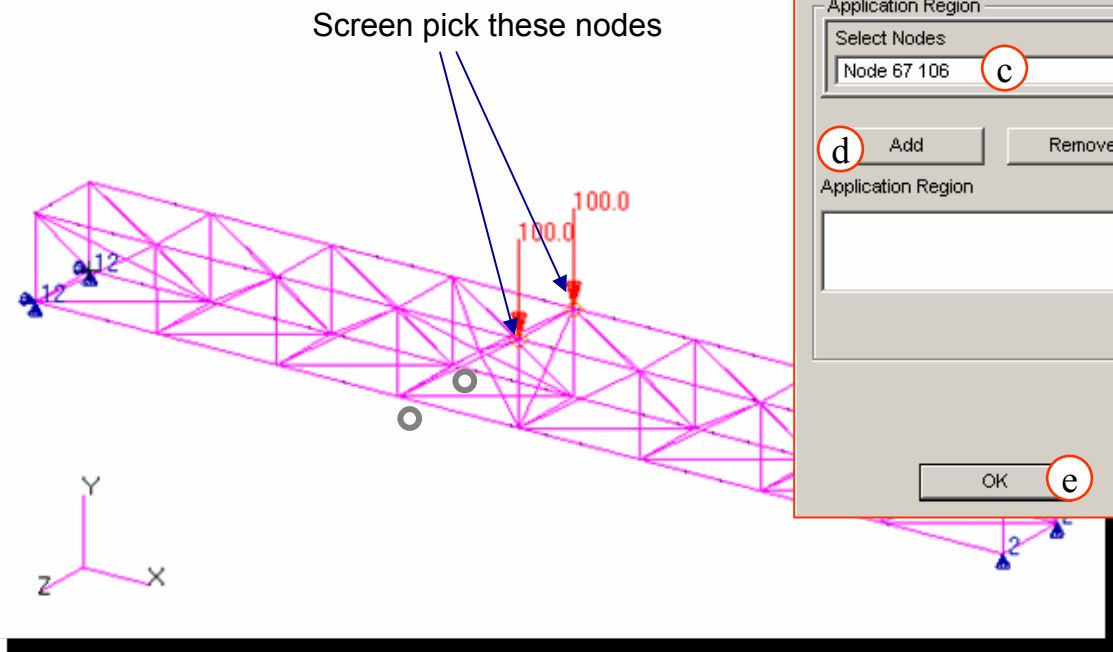 Screen pick these nodes
Application Region
Select Nodes
Node 67 106
c
d
Add
Remove
Application Region
100.0
100.0
12
12
OK
e
Y
Z
X
2